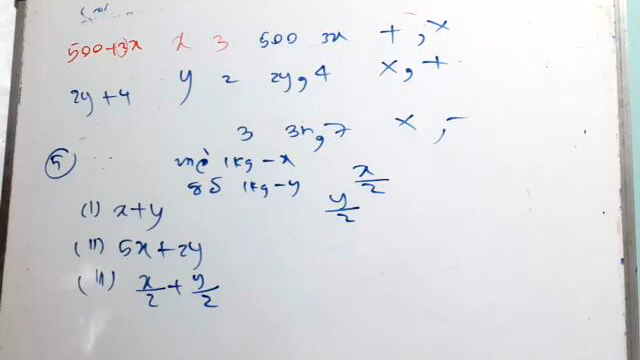 500+3x x 3 500 3x +, ×
2y+4 y 2 2y, 4 ×, +
3 3n, 7 ×, -
5
1kg - x
1kg - y
x/2
y/2
(I) x+y
(II) 5x+2y
(III) x/2 + y/2